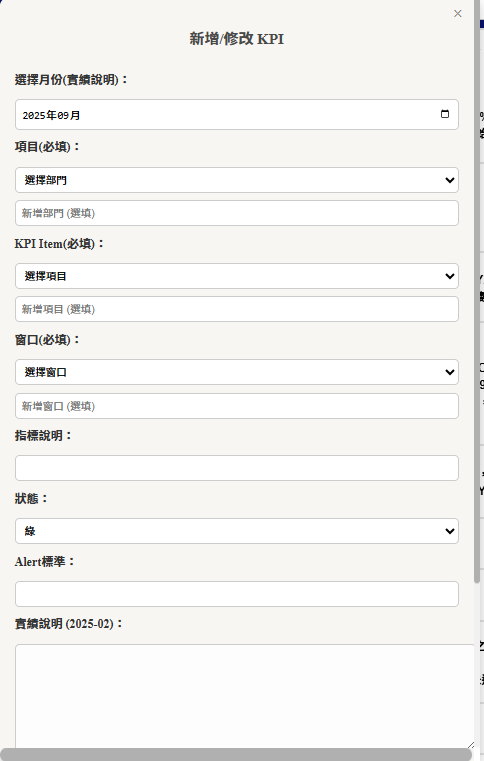 ×
新增/修改 KPI
選擇月份(實績說明)：
2025年09月
項目(必填)：
選擇部門
新增部門 (選填)
KPI Item(必填)：
選擇項目
新增項目 (選填)
窗口(必填)：
選擇窗口
新增窗口 (選填)
指標說明：
狀態：
綠
Alert標準：
實績說明 (2025-02)：